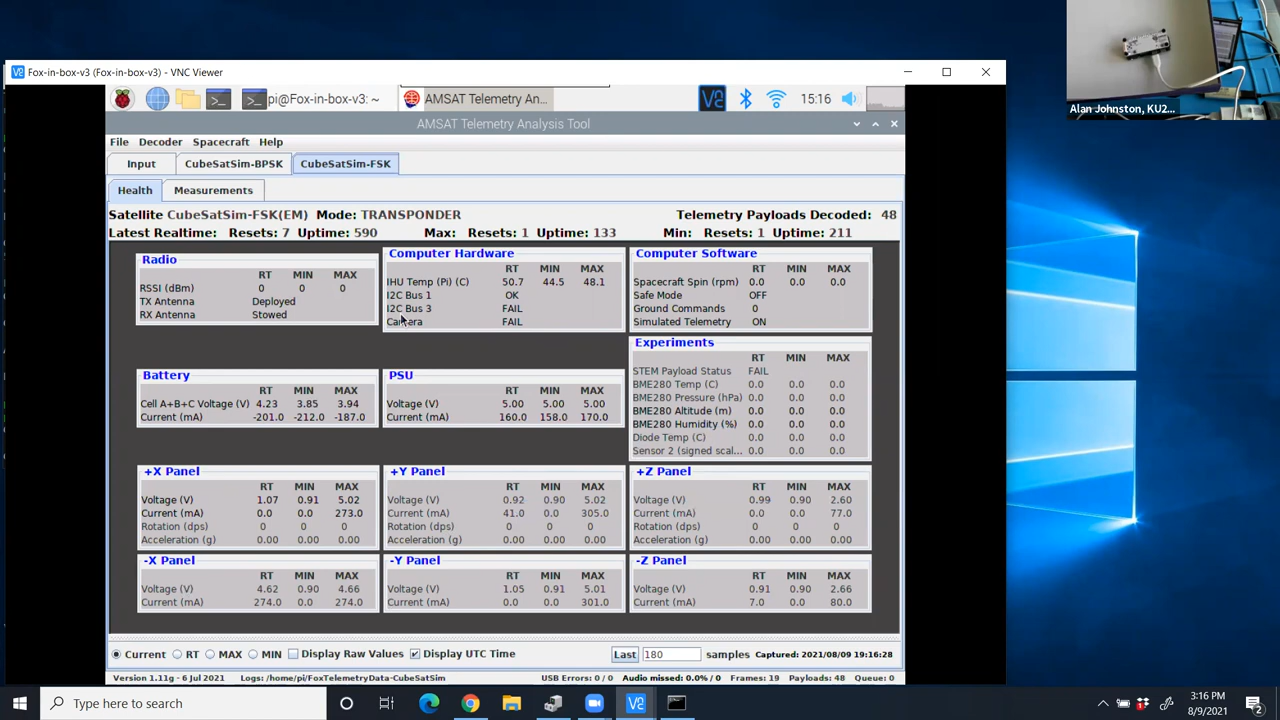 Fox-in-box-v3 (Fox-in-box-v3) - VNC Viewer
Alan Johnston, KU2...
pi@Fox-in-box-v3: ~
AMSAT Telemetry An...
15:16
AMSAT Telemetry Analysis Tool
File Decoder Spacecraft Help
Input CubeSatSim-BPSK CubeSatSim-FSK
Health Measurements
Satellite CubeSatSim-FSK(EM) Mode: TRANSPONDER Telemetry Payloads Decoded: 48
Latest Realtime: Resets: 7 Uptime: 590 Max: Resets: 1 Uptime: 133 Min: Resets: 1 Uptime: 211
Radio
RT MIN MAX
RSSI (dBm) 0 0 0
TX Antenna Deployed
RX Antenna Stowed
Computer Hardware
RT MIN MAX
IHU Temp (Pi) (C) 50.7 44.5 48.1
I2C Bus 1 OK
I2C Bus 3 FAIL
Camera FAIL
Computer Software
RT MIN MAX
Spacecraft Spin (rpm) 0.0 0.0 0.0
Safe Mode OFF
Ground Commands 0
Simulated Telemetry ON
Battery
RT MIN MAX
Cell A+B+C Voltage (V) 4.23 3.85 3.94
Current (mA) -201.0 -212.0 -187.0
PSU
RT MIN MAX
Voltage (V) 5.00 5.00 5.00
Current (mA) 160.0 158.0 170.0
Experiments
RT MIN MAX
STEM Payload Status FAIL
BME280 Temp (C) 0.0 0.0 0.0
BME280 Pressure (hPa) 0.0 0.0 0.0
BME280 Altitude (m) 0.0 0.0 0.0
BME280 Humidity (%) 0.0 0.0 0.0
Diode Temp (C) 0.0 0.0 0.0
Sensor 2 (signed scal... 0.0 0.0 0.0
+X Panel
RT MIN MAX
Voltage (V) 1.07 0.91 5.02
Current (mA) 0.0 0.0 273.0
Rotation (dps) 0 0 0
Acceleration (g) 0.00 0.00 0.00
+Y Panel
RT MIN MAX
Voltage (V) 0.92 0.90 5.02
Current (mA) 41.0 0.0 305.0
Rotation (dps) 0 0 0
Acceleration (g) 0.00 0.00 0.00
+Z Panel
RT MIN MAX
Voltage (V) 0.99 0.90 2.60
Current (mA) 0.0 0.0 77.0
Rotation (dps) 0 0 0
Acceleration (g) 0.00 0.00 0.00
-X Panel
RT MIN MAX
Voltage (V) 4.62 0.90 4.66
Current (mA) 274.0 0.0 274.0
-Y Panel
RT MIN MAX
Voltage (V) 1.05 0.91 5.01
Current (mA) 0.0 0.0 301.0
-Z Panel
RT MIN MAX
Voltage (V) 0.91 0.90 2.66
Current (mA) 7.0 0.0 80.0
Current RT MAX MIN Display Raw Values Display UTC Time Last 180 samples Captured: 2021/08/09 19:16:28
Version 1.11g - 6 Jul 2021 Logs: /home/pi/FoxTelemetryData-CubeSatSim USB Errors: 0 / 0 Audio missed: 0.0% / 0 Frames: 19 Payloads: 48 Queue: 0
Type here to search
3:16 PM
8/9/2021
2